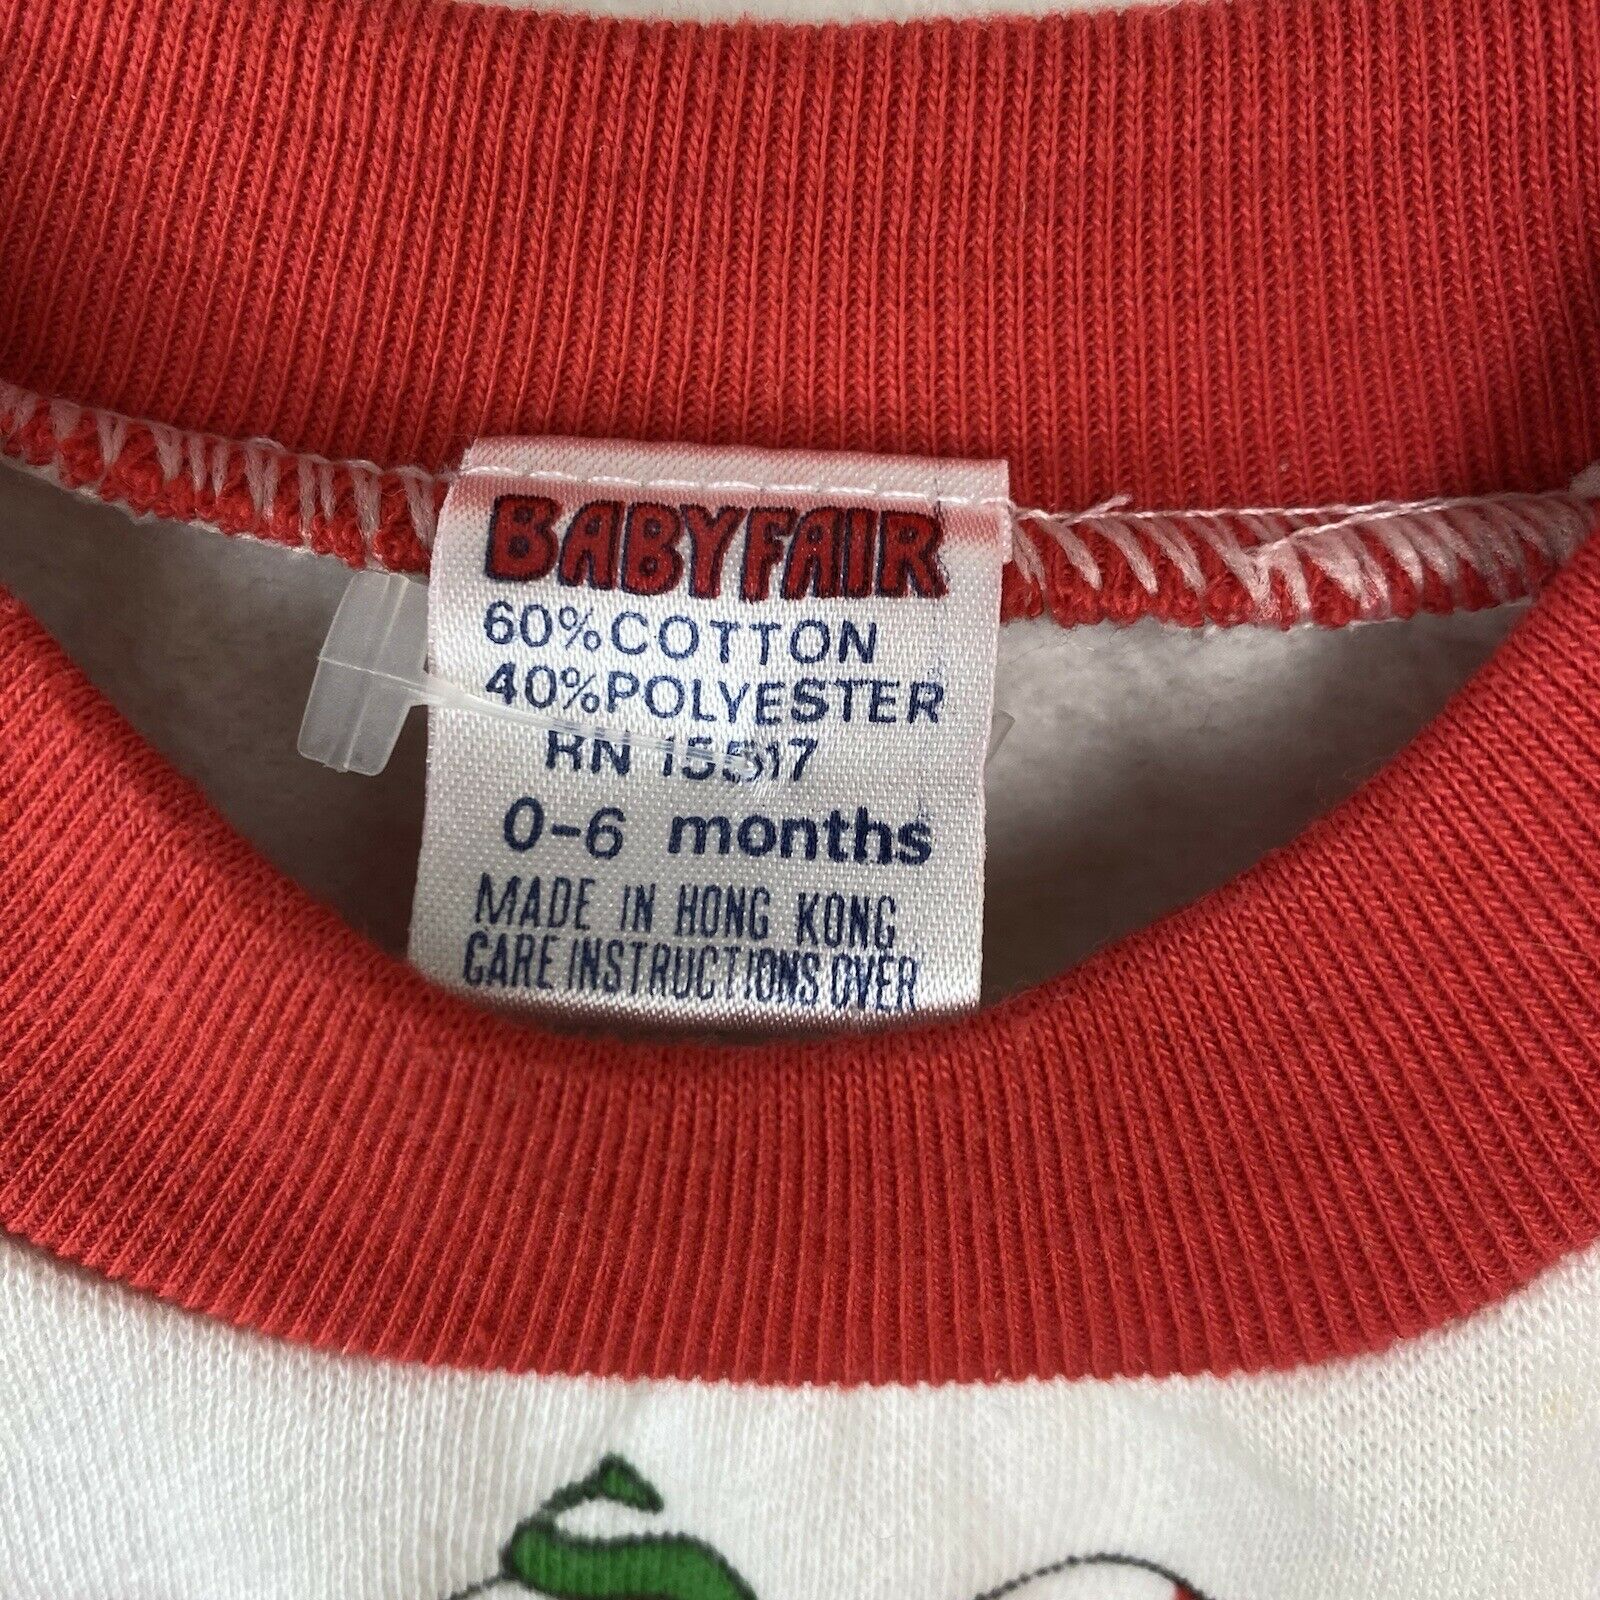 BABYFAIR
60% COTTON
40% POLYESTER
RN 15517
0-6 months
MADE IN HONG KONG
CARE INSTRUCTIONS OVER